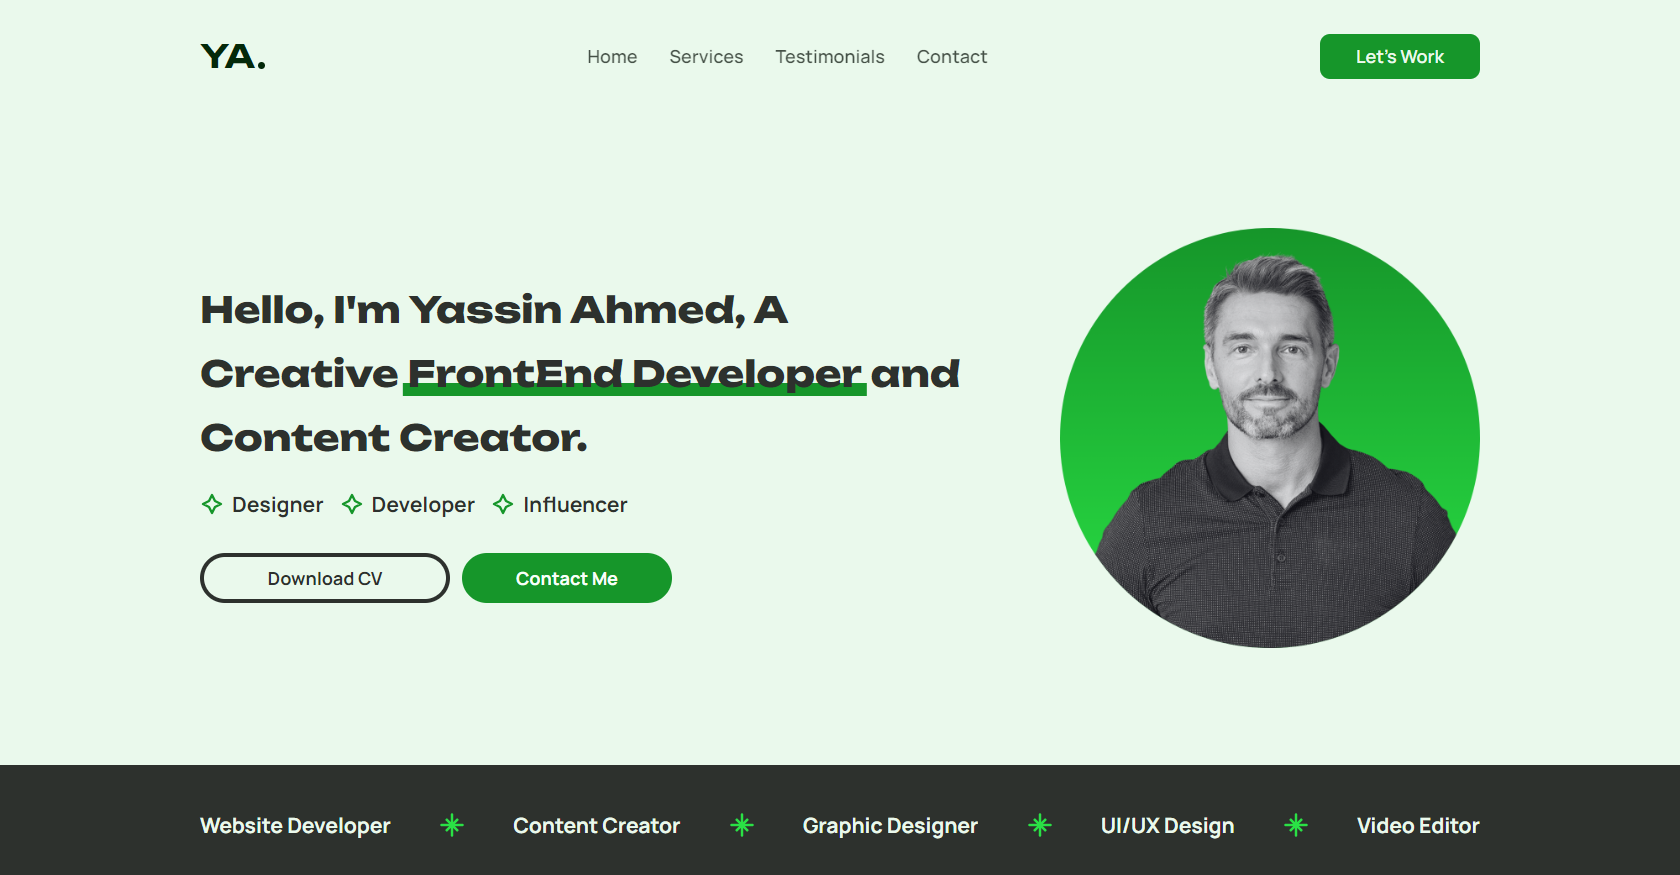 YA.
Home Services Testimonials Contact
Let's Work
Hello, I'm Yassin Ahmed, A
Creative FrontEnd Developer and
Content Creator.
Designer Developer Influencer
Download CV Contact Me
Website Developer Content Creator Graphic Designer UI/UX Design Video Editor